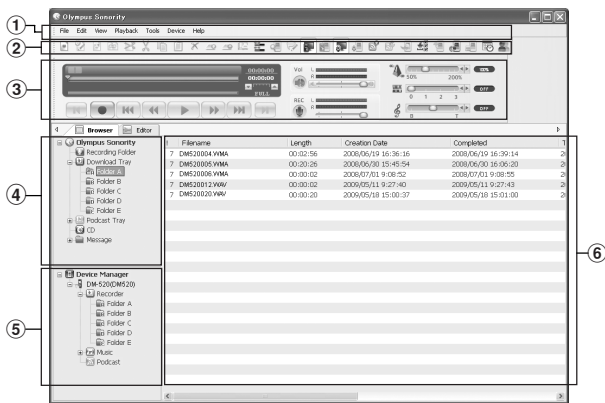 Olympus Sonority
File Edit View Playback Tools Device Help
00:00:00
00:00:00
FULL
Vol L
R
REC L
R
50% 200%
OFF
0 1 2 3 OFF
B T OFF
Browser Editor
Olympus Sonority
Recording Folder
Download Tray
Folder A
Folder B
Folder C
Folder D
Folder E
Podcast Tray
CD
Message
Device Manager
DM-520(DM520)
Recorder
Folder A
Folder B
Folder C
Folder D
Folder E
Music
Podcast
Filename Length Creation Date Completed
7 DM520004.WMA 00:02:56 2008/06/19 16:36:16 2008/06/19 16:39:14
7 DM520006.WMA 00:20:26 2008/06/30 15:45:54 2008/06/30 16:06:20
7 DM520008.WMA 00:00:02 2008/07/01 9:08:52 2008/07/01 9:08:55
7 DM520012.WAV 00:00:02 2009/05/11 9:27:40 2009/05/11 9:27:43
7 DM520020.WAV 00:00:20 2009/05/18 15:00:37 2009/05/18 15:01:00
1
2
3
4
5
6